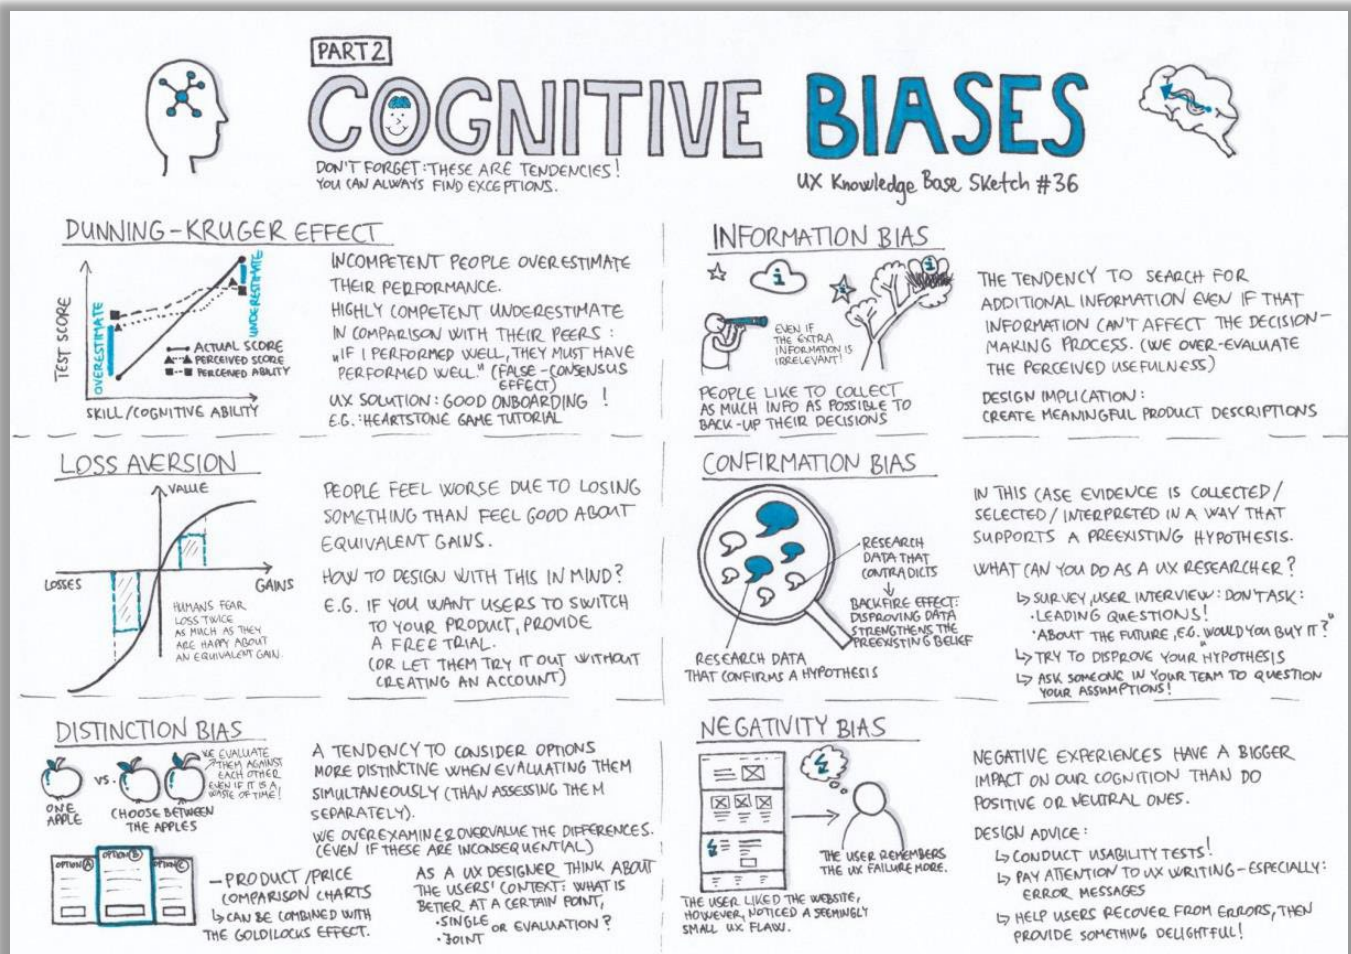 PART 2
COGNITIVE BIASES
DON'T FORGET: THESE ARE TENDENCIES!
YOU CAN ALWAYS FIND EXCEPTIONS.
UX Knowledge Base Sketch #36
DUNNING-KRUGER EFFECT
TEST SCORE
OVERESTIMATE
UNDERESTIMATE
ACTUAL SCORE
PERCEIVED SCORE
PERCEIVED ABILITY
SKILL/COGNITIVE ABILITY
INCOMPETENT PEOPLE OVERESTIMATE
THEIR PERFORMANCE.
HIGHLY COMPETENT UNDERESTIMATE
IN COMPARISON WITH THEIR PEERS:
"IF I PERFORMED WELL, THEY MUST HAVE
PERFORMED WELL." (FALSE-CONSENSUS
EFFECT)
UX SOLUTION: GOOD ONBOARDING!
E.G.: HEARTSTONE GAME TUTORIAL
INFORMATION BIAS
i
i
i
EVEN IF
THE EXTRA
INFORMATION IS
IRRELEVANT!
PEOPLE LIKE TO COLLECT
AS MUCH INFO AS POSSIBLE TO
BACK-UP THEIR DECISIONS
THE TENDENCY TO SEARCH FOR
ADDITIONAL INFORMATION EVEN IF THAT
INFORMATION CAN'T AFFECT THE DECISION-
MAKING PROCESS. (WE OVER-EVALUATE
THE PERCEIVED USEFULNESS)
DESIGN IMPLICATION:
CREATE MEANINGFUL PRODUCT DESCRIPTIONS
LOSS AVERSION
VALUE
LOSSES
GAINS
HUMANS FEAR
LOSS TWICE
AS MUCH AS THEY
ARE HAPPY ABOUT
AN EQUIVALENT GAIN.
PEOPLE FEEL WORSE DUE TO LOSING
SOMETHING THAN FEEL GOOD ABOUT
EQUIVALENT GAINS.
HOW TO DESIGN WITH THIS IN MIND?
E.G. IF YOU WANT USERS TO SWITCH
TO YOUR PRODUCT, PROVIDE
A FREE TRIAL.
(OR LET THEM TRY IT OUT WITHOUT
CREATING AN ACCOUNT)
CONFIRMATION BIAS
RESEARCH
DATA THAT
CONTRADICTS
BACKFIRE EFFECT:
DISPROVING DATA
STRENGTHENS THE
PREEXISTING BELIEF
RESEARCH DATA
THAT CONFIRMS A HYPOTHESIS
IN THIS CASE EVIDENCE IS COLLECTED/
SELECTED/INTERPRETED IN A WAY THAT
SUPPORTS A PREEXISTING HYPOTHESIS.
WHAT CAN YOU DO AS A UX RESEARCHER?
↳ SURVEY, USER INTERVIEW: DON'T ASK:
• LEADING QUESTIONS!
• ABOUT THE FUTURE, E.G. "WOULD YOU BUY IT?"
↳ TRY TO DISPROVE YOUR HYPOTHESIS
↳ ASK SOMEONE IN YOUR TEAM TO QUESTION
YOUR ASSUMPTIONS!
DISTINCTION BIAS
ONE
APPLE
VS.
CHOOSE BETWEEN
THE APPLES
WE EVALUATE
THEM AGAINST
EACH OTHER
EVEN IF IT IS A
WASTE OF TIME!
OPTION A
OPTION B
OPTION C
- PRODUCT/PRICE
COMPARISON CHARTS
↳ CAN BE COMBINED WITH
THE GOLDILOCKS EFFECT.
A TENDENCY TO CONSIDER OPTIONS
MORE DISTINCTIVE WHEN EVALUATING THEM
SIMULTANEOUSLY (THAN ASSESSING THEM
SEPARATELY).
WE OVEREXAMINE & OVERVALUE THE DIFFERENCES.
(EVEN IF THESE ARE INCONSEQUENTIAL)
AS A UX DESIGNER THINK ABOUT
THE USERS' CONTEXT: WHAT IS
BETTER AT A CERTAIN POINT,
• SINGLE OR EVALUATION?
• JOINT
NEGATIVITY BIAS
THE USER REMEMBERS
THE UX FAILURE MORE.
THE USER LIKED THE WEBSITE,
HOWEVER, NOTICED A SEEMINGLY
SMALL UX FLAW.
NEGATIVE EXPERIENCES HAVE A BIGGER
IMPACT ON OUR COGNITION THAN DO
POSITIVE OR NEUTRAL ONES.
DESIGN ADVICE:
↳ CONDUCT USABILITY TESTS!
↳ PAY ATTENTION TO UX WRITING - ESPECIALLY:
ERROR MESSAGES
↳ HELP USERS RECOVER FROM ERRORS, THEN
PROVIDE SOMETHING DELIGHTFUL!